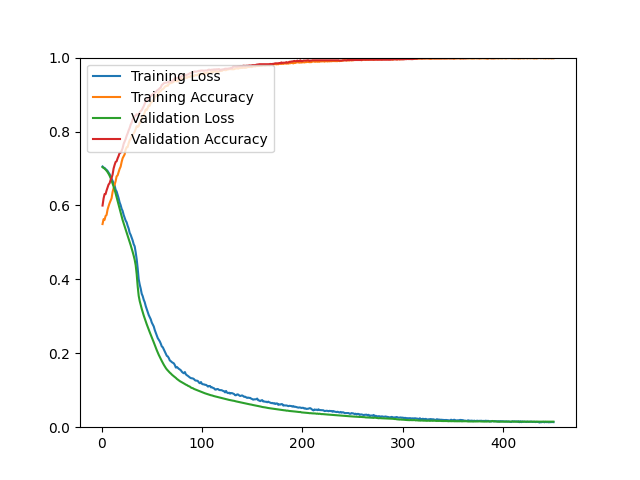 1.0
0.8
0.6
0.4
0.2
0.0
Training Loss
Training Accuracy
Validation Loss
Validation Accuracy
0 100 200 300 400